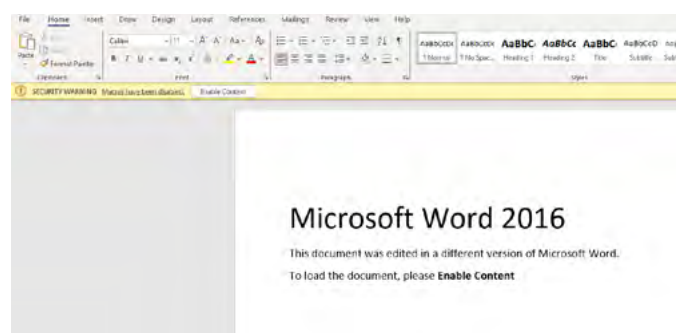 File Home Insert Draw Design Layout References Mailings Review View Help
Calibri 11 A A Aa
AaBbCcDc AaBbCcDc AaBbC AaBbCc AaBbC AaBbCcD
Paste
Format Painter
B I U
1 Normal 1 No Spac... Heading 1 Heading 2 Title Subtitle
Clipboard Font Paragraph Styles
SECURITY WARNING Macros have been disabled. Enable Content
Microsoft Word 2016
This document was edited in a different version of Microsoft Word.
To load the document, please Enable Content